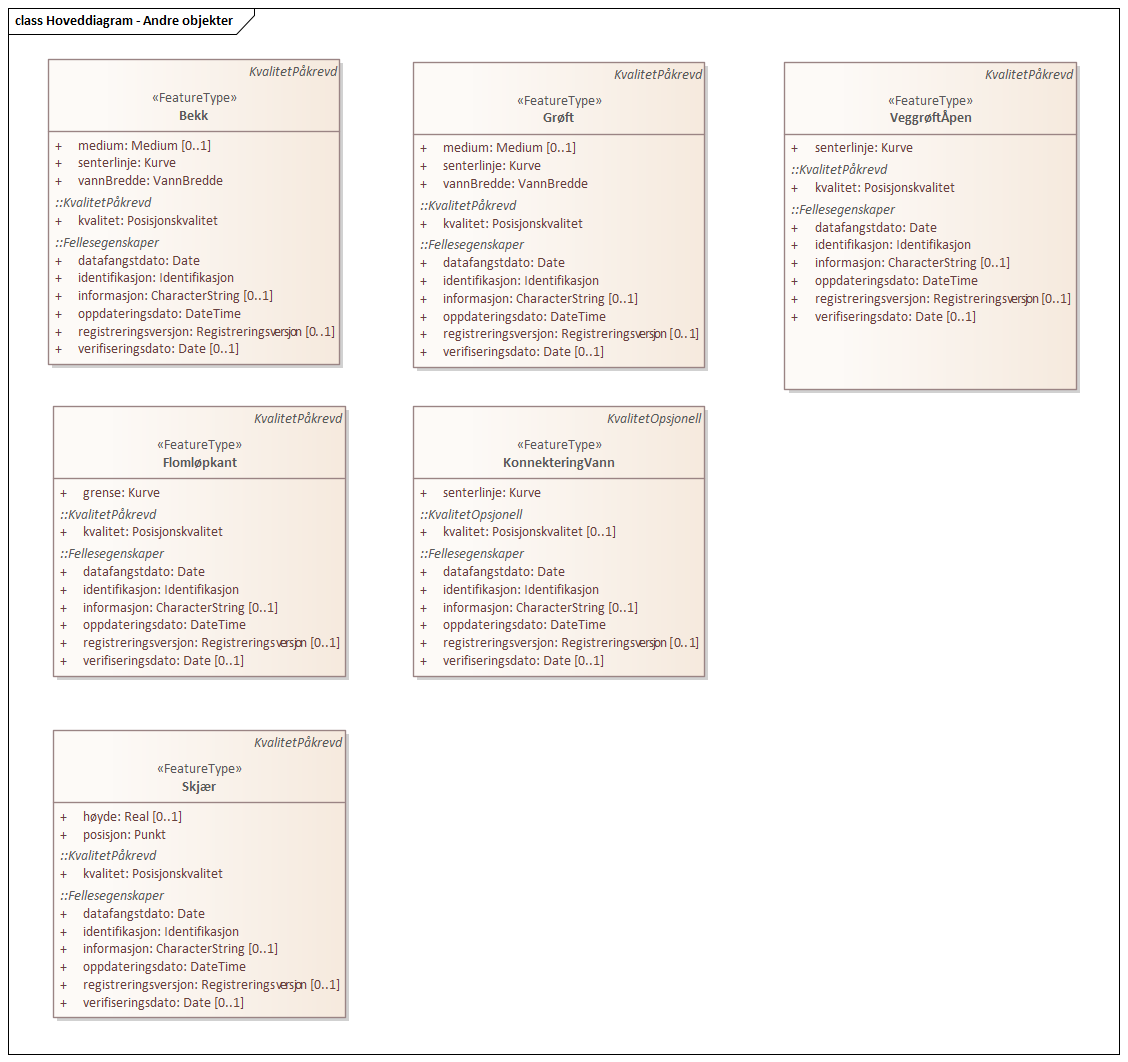 class Hoveddiagram - Andre objekter
KvalitetPåkrevd
«FeatureType»
Bekk
+ medium: Medium [0..1]
+ senterlinje: Kurve
+ vannBredde: VannBredde
::KvalitetPåkrevd
+ kvalitet: Posisjonskvalitet
::Fellesegenskaper
+ datafangstdato: Date
+ identifikasjon: Identifikasjon
+ informasjon: CharacterString [0..1]
+ oppdateringsdato: DateTime
+ registreringsversjon: Registreringsversjon [0..1]
+ verifiseringsdato: Date [0..1]
KvalitetPåkrevd
«FeatureType»
Grøft
+ medium: Medium [0..1]
+ senterlinje: Kurve
+ vannBredde: VannBredde
::KvalitetPåkrevd
+ kvalitet: Posisjonskvalitet
::Fellesegenskaper
+ datafangstdato: Date
+ identifikasjon: Identifikasjon
+ informasjon: CharacterString [0..1]
+ oppdateringsdato: DateTime
+ registreringsversjon: Registreringsversjon [0..1]
+ verifiseringsdato: Date [0..1]
KvalitetPåkrevd
«FeatureType»
VeggrøftÅpen
+ senterlinje: Kurve
::KvalitetPåkrevd
+ kvalitet: Posisjonskvalitet
::Fellesegenskaper
+ datafangstdato: Date
+ identifikasjon: Identifikasjon
+ informasjon: CharacterString [0..1]
+ oppdateringsdato: DateTime
+ registreringsversjon: Registreringsversjon [0..1]
+ verifiseringsdato: Date [0..1]
KvalitetPåkrevd
«FeatureType»
Flomløpkant
+ grense: Kurve
::KvalitetPåkrevd
+ kvalitet: Posisjonskvalitet
::Fellesegenskaper
+ datafangstdato: Date
+ identifikasjon: Identifikasjon
+ informasjon: CharacterString [0..1]
+ oppdateringsdato: DateTime
+ registreringsversjon: Registreringsversjon [0..1]
+ verifiseringsdato: Date [0..1]
KvalitetOpsjonell
«FeatureType»
KonnekteringVann
+ senterlinje: Kurve
::KvalitetOpsjonell
+ kvalitet: Posisjonskvalitet [0..1]
::Fellesegenskaper
+ datafangstdato: Date
+ identifikasjon: Identifikasjon
+ informasjon: CharacterString [0..1]
+ oppdateringsdato: DateTime
+ registreringsversjon: Registreringsversjon [0..1]
+ verifiseringsdato: Date [0..1]
KvalitetPåkrevd
«FeatureType»
Skjær
+ høyde: Real [0..1]
+ posisjon: Punkt
::KvalitetPåkrevd
+ kvalitet: Posisjonskvalitet
::Fellesegenskaper
+ datafangstdato: Date
+ identifikasjon: Identifikasjon
+ informasjon: CharacterString [0..1]
+ oppdateringsdato: DateTime
+ registreringsversjon: Registreringsversjon [0..1]
+ verifiseringsdato: Date [0..1]